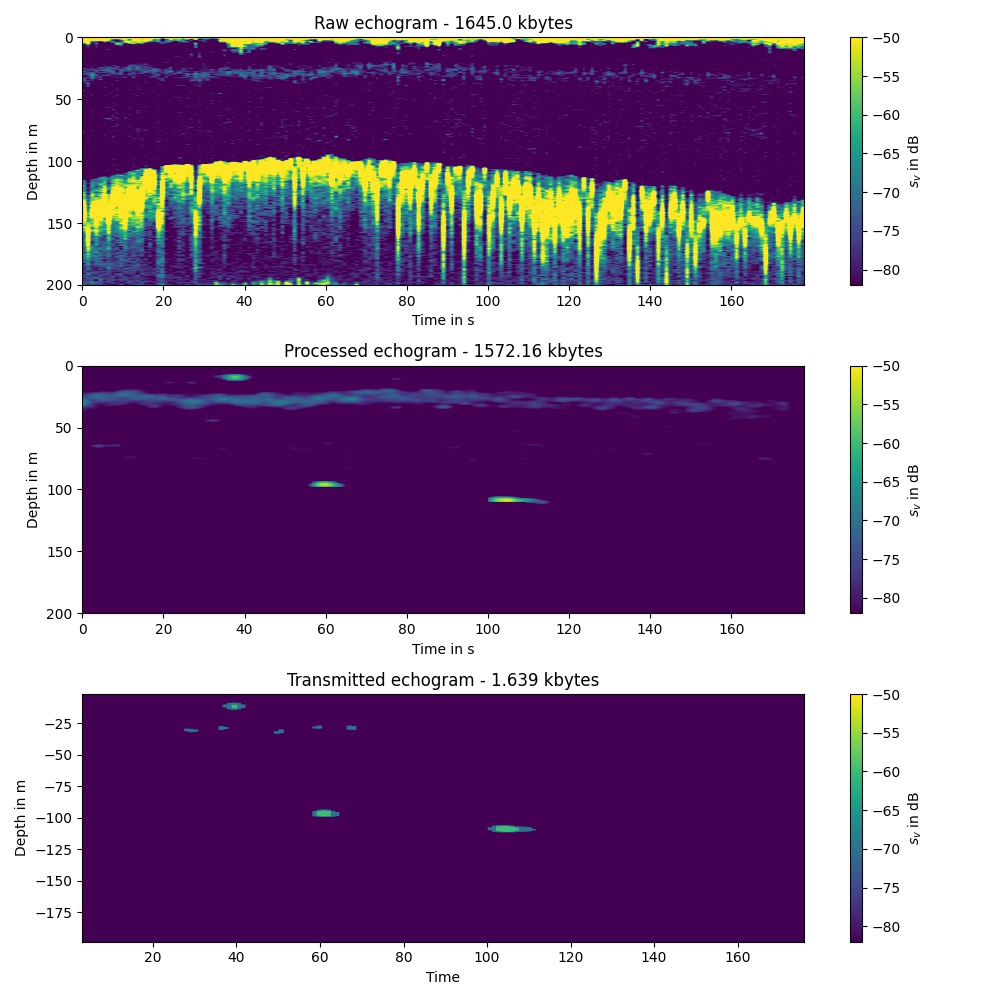 Raw echogram - 1645.0 kbytes
0
50
100
150
200
Depth in m
0 20 40 60 80 100 120 140 160
Time in s
−50
−55
−60
−65
−70
−75
−80
sv in dB
Processed echogram - 1572.16 kbytes
0
50
100
150
200
Depth in m
0 20 40 60 80 100 120 140 160
Time in s
−50
−55
−60
−65
−70
−75
−80
sv in dB
Transmitted echogram - 1.639 kbytes
−25
−50
−75
−100
−125
−150
−175
Depth in m
20 40 60 80 100 120 140 160
Time
−50
−55
−60
−65
−70
−75
−80
sv in dB